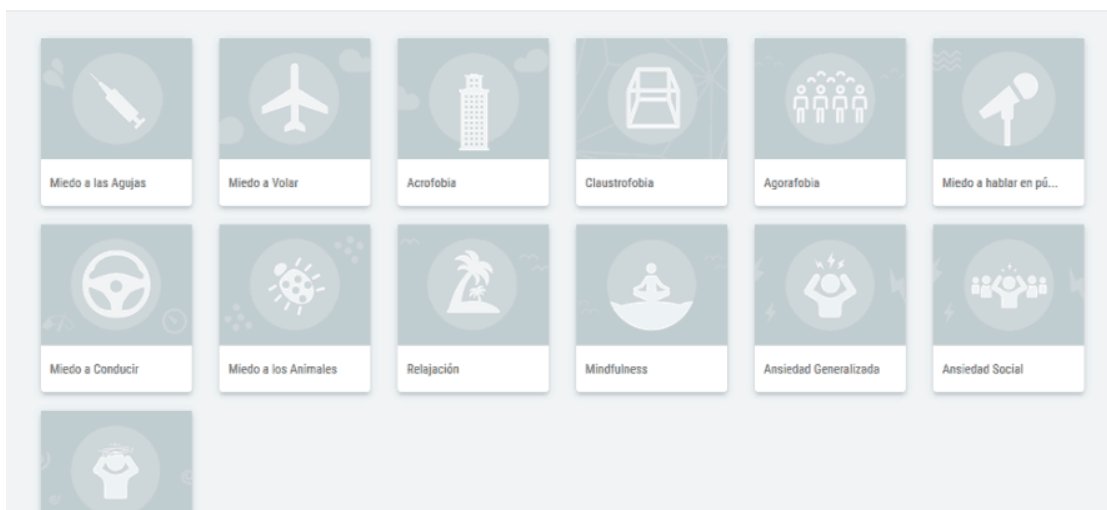 Miedo a las Agujas
Miedo a Volar
Acrofobia
Claustrofobia
Agorafobia
Miedo a hablar en pú...
Miedo a Conducir
Miedo a los Animales
Relajación
Mindfulness
Ansiedad Generalizada
Ansiedad Social